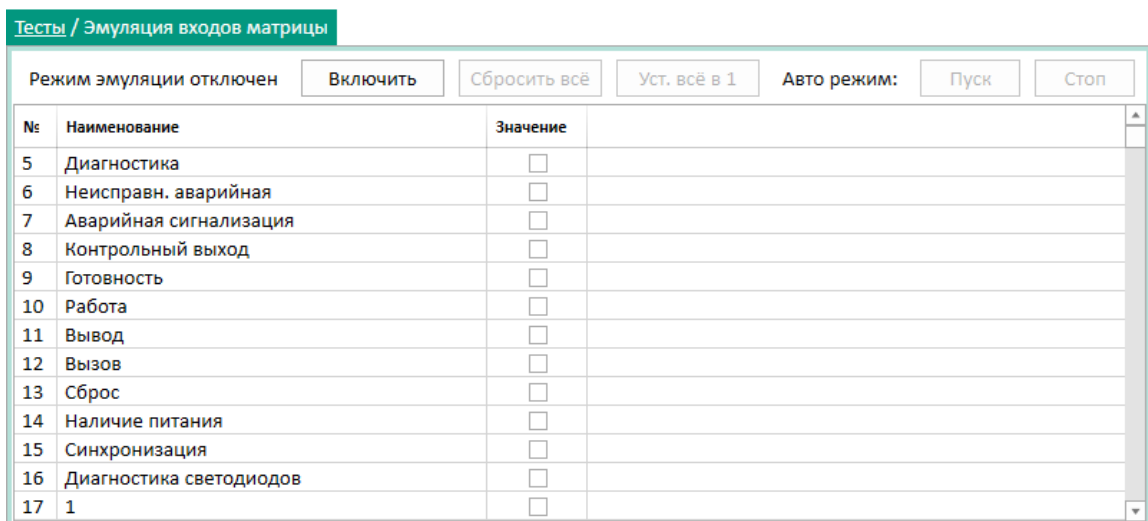 Тесты / Эмуляция входов матрицы
Режим эмуляции отключен Включить Сбросить всё Уст. всё в 1 Авто режим: Пуск Стоп
№ Наименование Значение
5 Диагностика
6 Неисправн. аварийная
7 Аварийная сигнализация
8 Контрольный выход
9 Готовность
10 Работа
11 Вывод
12 Вызов
13 Сброс
14 Наличие питания
15 Синхронизация
16 Диагностика светодиодов
17 1